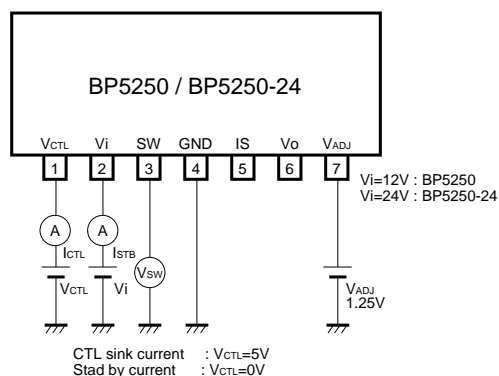 BP5250 / BP5250-24
VCTL Vi SW GND IS Vo VADJ
1 2 3 4 5 6 7
Vi=12V : BP5250
Vi=24V : BP5250-24
A A
ICTL ISTB
VSW
VCTL Vi
VADJ
1.25V
CTL sink current : VCTL=5V
Stad by current : VCTL=0V